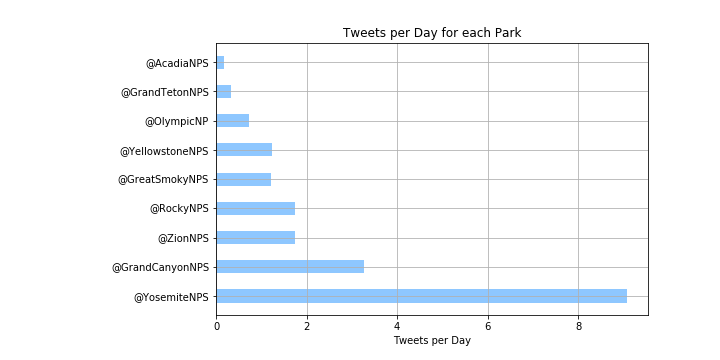 Tweets per Day for each Park
@AcadiaNPS
@GrandTetonNPS
@OlympicNP
@YellowstoneNPS
@GreatSmokyNPS
@RockyNPS
@ZionNPS
@GrandCanyonNPS
@YosemiteNPS
0 2 4 6 8
Tweets per Day